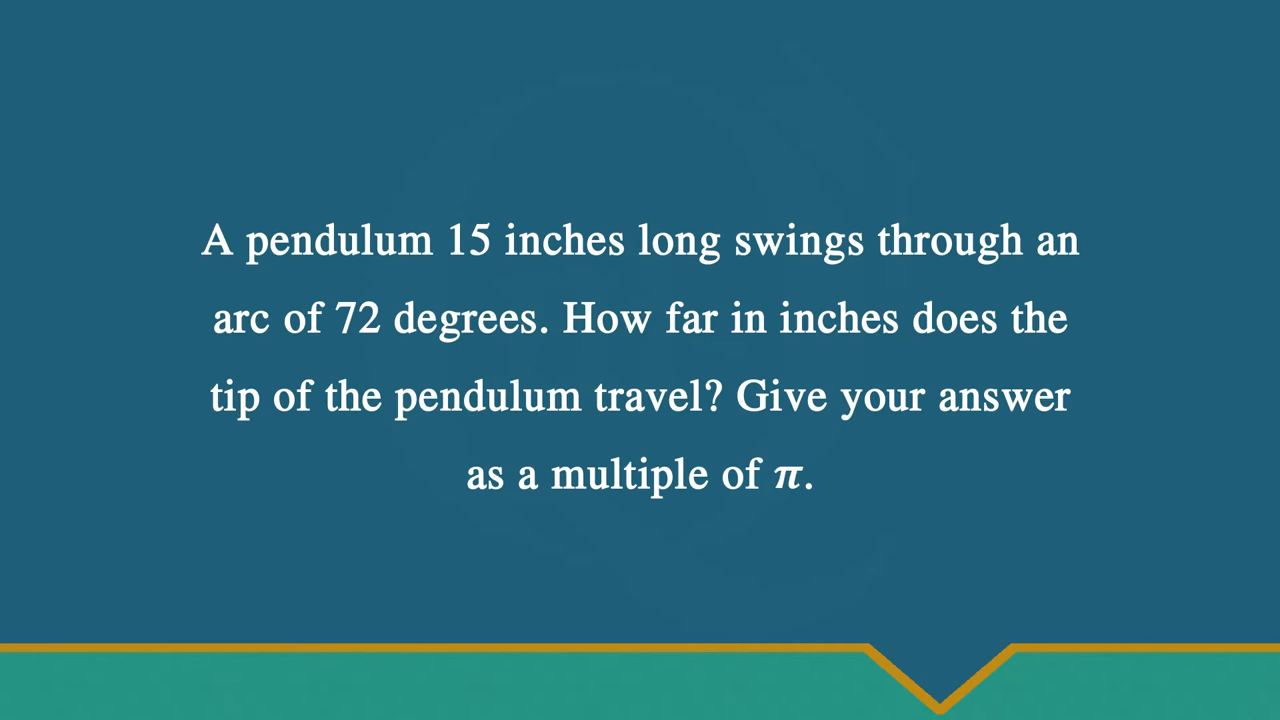 A pendulum 15 inches long swings through an
arc of 72 degrees. How far in inches does the
tip of the pendulum travel? Give your answer
as a multiple of π.